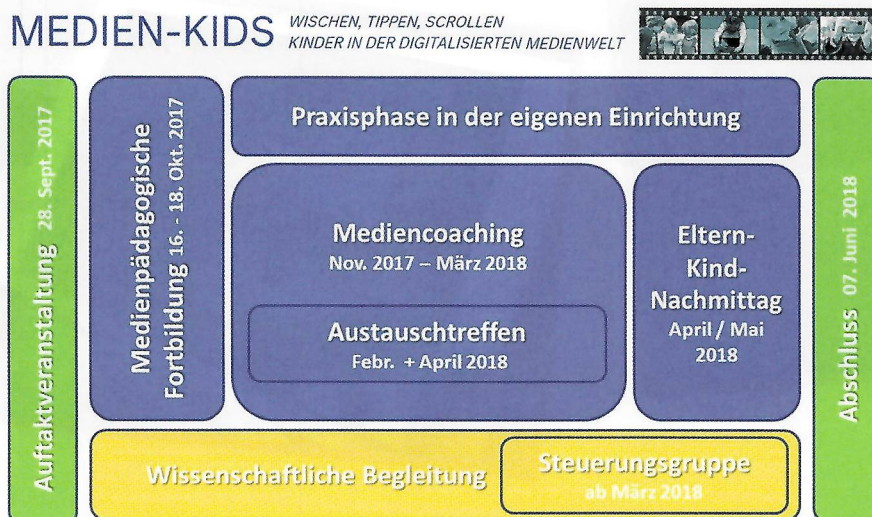 MEDIEN-KIDS
WISCHEN, TIPPEN, SCROLLEN
KINDER IN DER DIGITALISIERTEN MEDIENWELT
Auftaktveranstaltung 28. Sept. 2017
Medienpädagogische
Fortbildung 16. - 18. Okt. 2017
Praxisphase in der eigenen Einrichtung
Mediencoaching
Nov. 2017 – März 2018
Austauschtreffen
Febr. + April 2018
Eltern-
Kind-
Nachmittag
April / Mai
2018
Wissenschaftliche Begleitung
Steuerungsgruppe
ab März 2018
Abschluss 07. Juni 2018